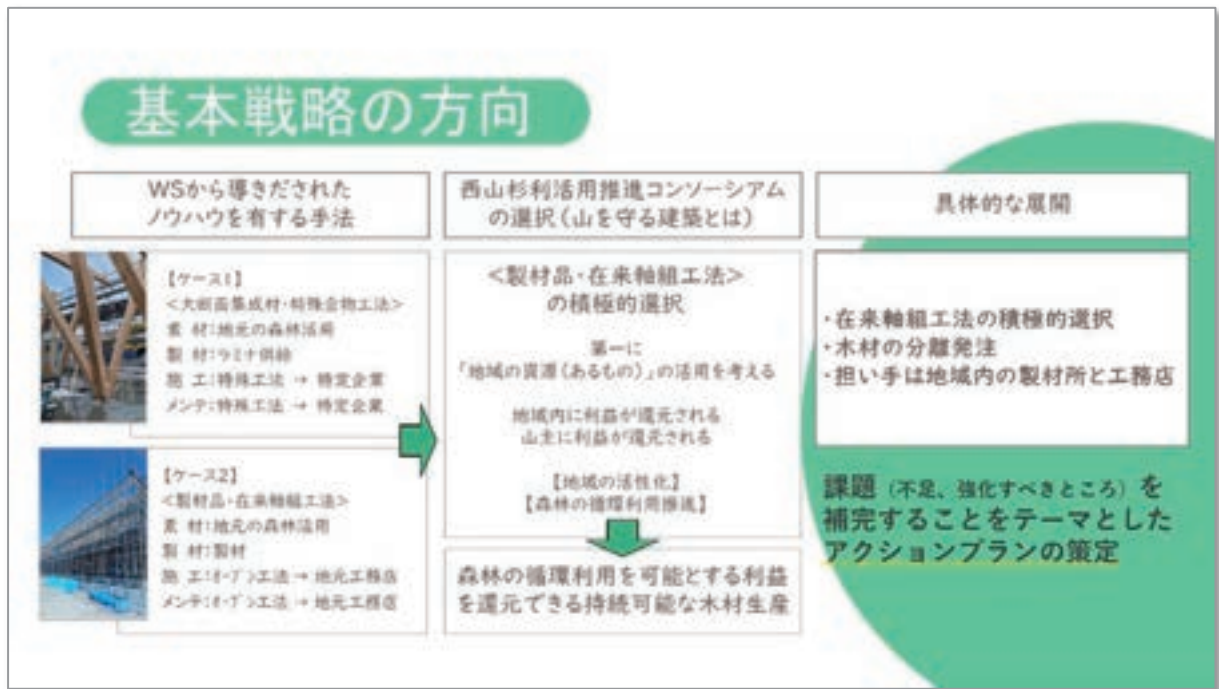 基本戦略の方向
WSから導きだされた
ノウハウを有する手法
【ケース1】
<大断面集成材・特殊金物工法>
素 材:地元の森林活用
製 材:ラミナ供給
施 工:特殊工法 → 特定企業
メンテ:特殊工法 → 特定企業
【ケース2】
<製材品・在来軸組工法>
素 材:地元の森林活用
製 材:製材
施 工:オープン工法 → 地元工務店
メンテ:オープン工法 → 地元工務店
西山杉利活用推進コンソーシアム
の選択(山を守る建築とは)
<製材品・在来軸組工法>
の積極的選択
第一に
「地域の資源(あるもの)」の活用を考える
地域内に利益が還元される
山主に利益が還元される
【地域の活性化】
【森林の循環利用推進】
森林の循環利用を可能とする利益
を還元できる持続可能な木材生産
具体的な展開
・在来軸組工法の積極的選択
・木材の分離発注
・担い手は地域内の製材所と工務店
課題(不足、強化すべきところ)を
補完することをテーマとした
アクションプランの策定